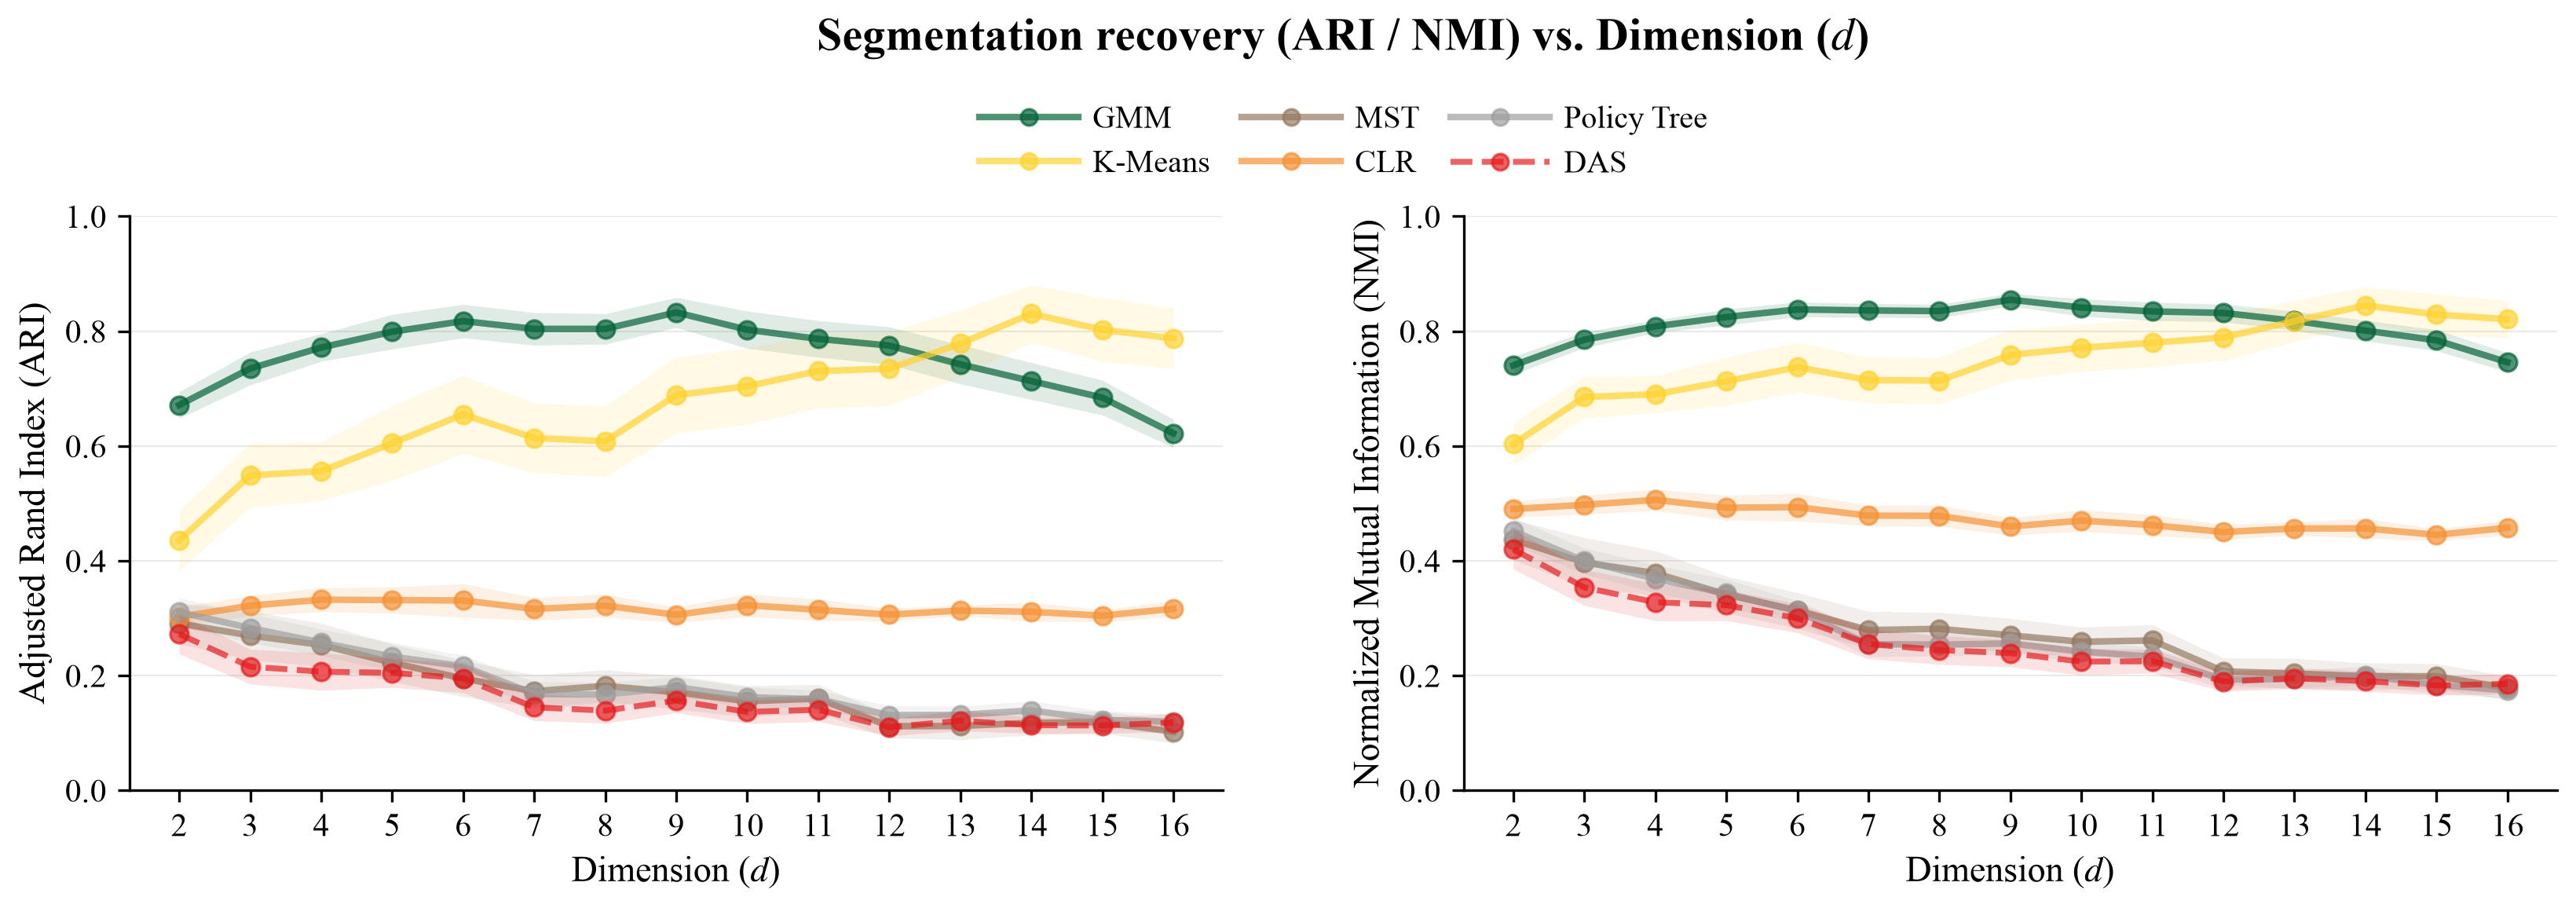 Segmentation recovery (ARI / NMI) vs. Dimension (d)
GMM MST Policy Tree
K-Means CLR DAS
Adjusted Rand Index (ARI)
1.0
0.8
0.6
0.4
0.2
0.0
2 3 4 5 6 7 8 9 10 11 12 13 14 15 16
Dimension (d)
Normalized Mutual Information (NMI)
1.0
0.8
0.6
0.4
0.2
0.0
2 3 4 5 6 7 8 9 10 11 12 13 14 15 16
Dimension (d)